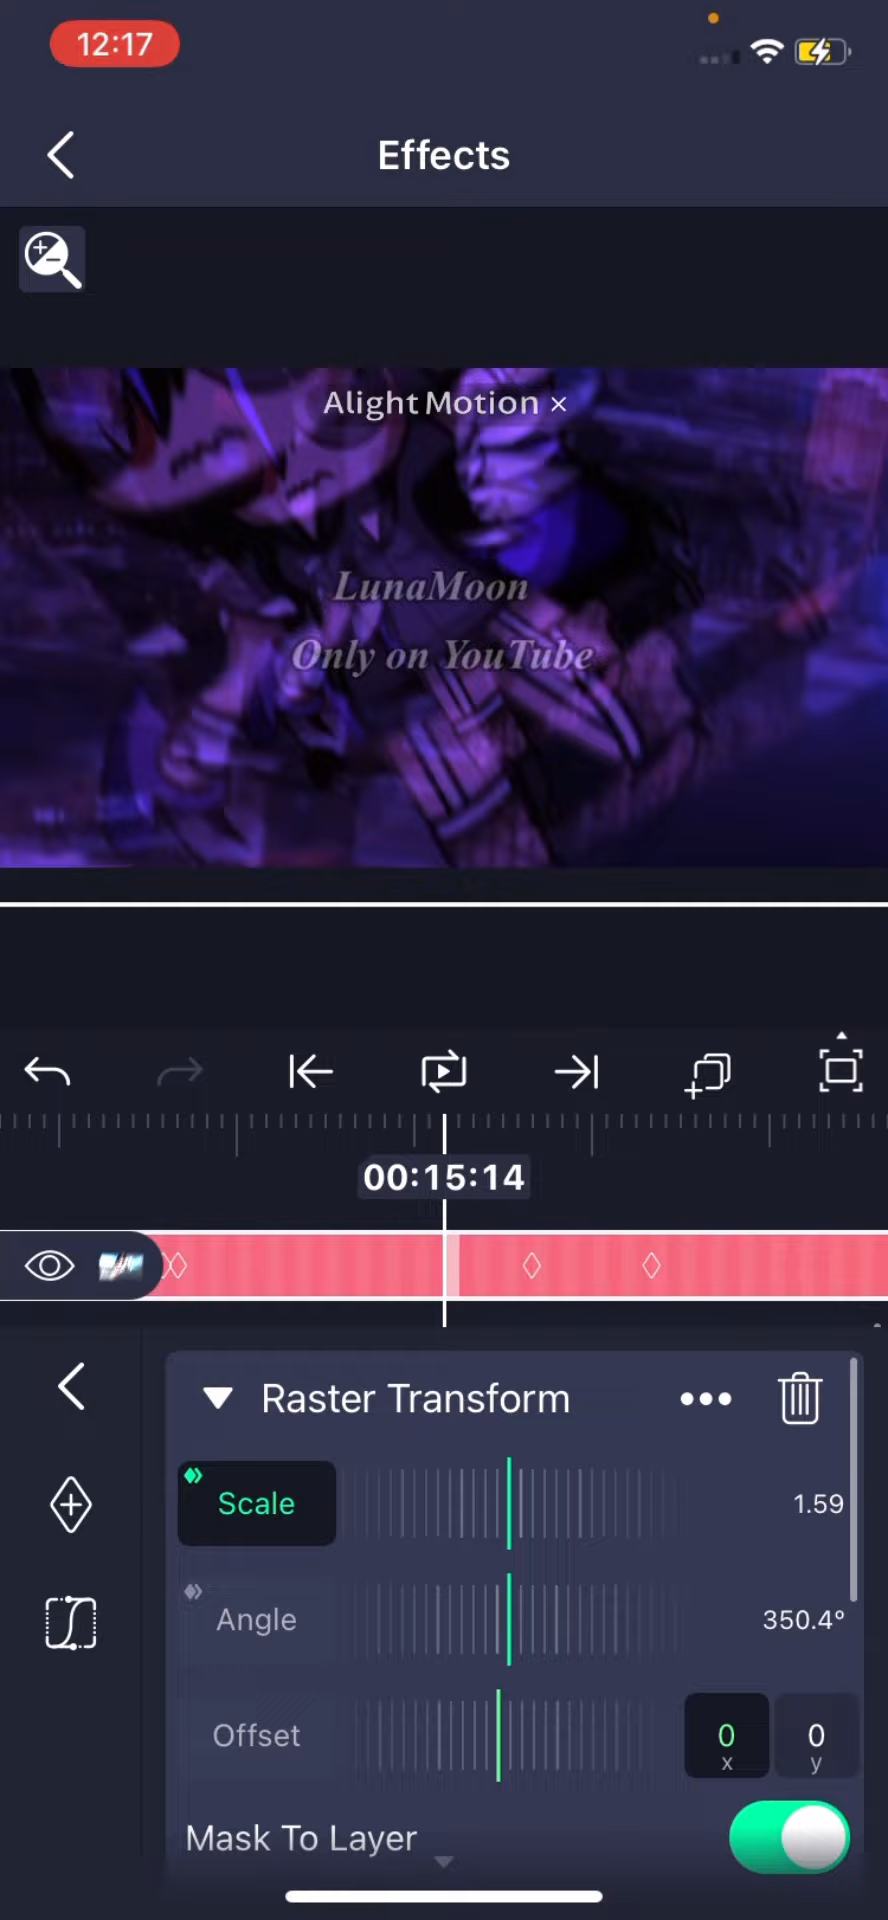 12:17
Effects
Alight Motion ×
LunaMoon
Only on YouTube
00:15:14
Raster Transform
Scale
1.59
Angle
350.4°
Offset
0 0
x y
Mask To Layer